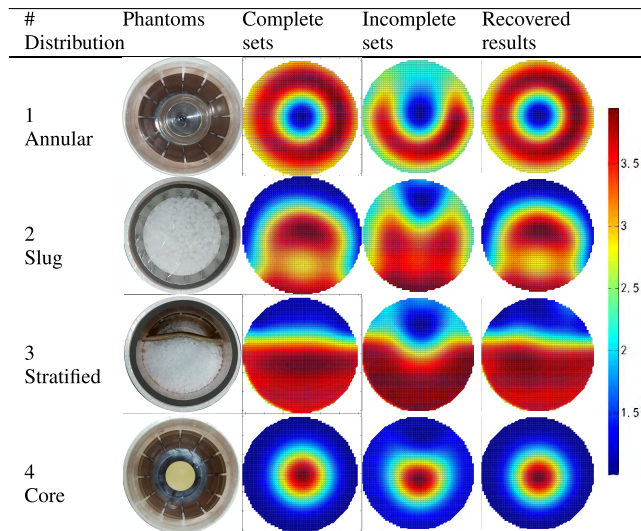 # Phantoms Complete Incomplete Recovered
Distribution sets sets results
1
Annular
2
Slug
3
Stratified
4
Core
3.5
3
2.5
2
1.5